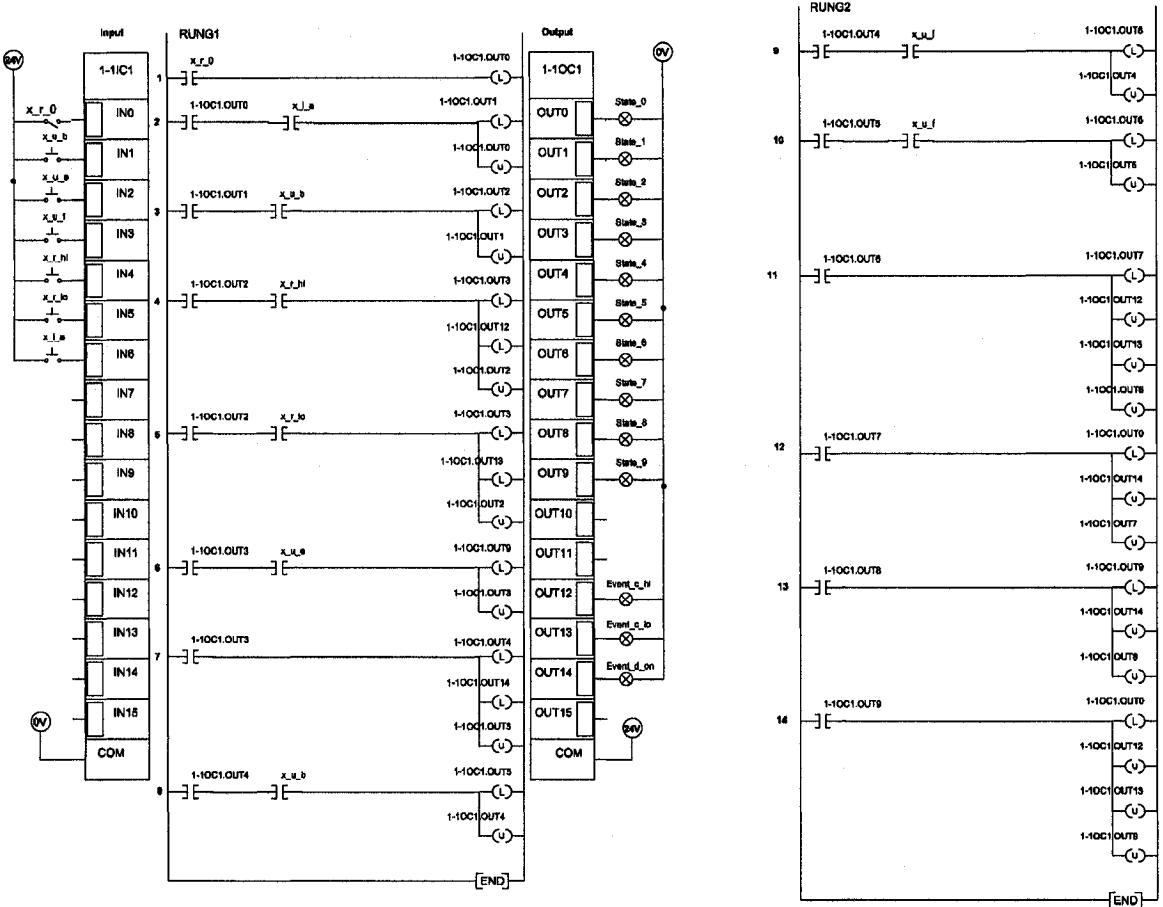 Input
24V
1-1IC1
x_r_0
IN0
x_u_b
IN1
x_u_e
IN2
x_u_f
IN3
x_r_hi
IN4
x_r_lo
IN5
x_l_a
IN6
IN7
IN8
IN9
IN10
IN11
IN12
IN13
IN14
IN15
0V
COM
RUNG1
1
x_r_0
1-1OC1.OUT0
(L)
2
1-1OC1.OUT0
x_l_a
1-1OC1.OUT1
(L)
1-1OC1.OUT0
(U)
3
1-1OC1.OUT1
x_u_b
1-1OC1.OUT2
(L)
1-1OC1.OUT1
(U)
4
1-1OC1.OUT2
x_r_hi
1-1OC1.OUT3
(L)
1-1OC1.OUT12
(L)
1-1OC1.OUT2
(U)
5
1-1OC1.OUT2
x_r_lo
1-1OC1.OUT3
(L)
1-1OC1.OUT13
(L)
1-1OC1.OUT2
(U)
6
1-1OC1.OUT3
x_u_e
1-1OC1.OUT9
(L)
1-1OC1.OUT3
(U)
7
1-1OC1.OUT3
1-1OC1.OUT4
(L)
1-1OC1.OUT14
(L)
1-1OC1.OUT3
(U)
8
1-1OC1.OUT4
x_u_b
1-1OC1.OUT5
(L)
1-1OC1.OUT4
(U)
[END]
Output
0V
1-1OC1
OUT0
State_0
OUT1
State_1
OUT2
State_2
OUT3
State_3
OUT4
State_4
OUT5
State_5
OUT6
State_6
OUT7
State_7
OUT8
State_8
OUT9
State_9
OUT10
OUT11
OUT12
Event_c_hi
OUT13
Event_c_lo
OUT14
Event_d_on
OUT15
24V
COM
RUNG2
9
1-1OC1.OUT4
x_u_f
1-1OC1.OUT6
(L)
1-1OC1.OUT4
(U)
10
1-1OC1.OUT5
x_u_f
1-1OC1.OUT6
(L)
1-1OC1.OUT5
(U)
11
1-1OC1.OUT6
1-1OC1.OUT7
(L)
1-1OC1.OUT12
(U)
1-1OC1.OUT13
(U)
1-1OC1.OUT6
(U)
12
1-1OC1.OUT7
1-1OC1.OUT0
(L)
1-1OC1.OUT14
(U)
1-1OC1.OUT7
(U)
13
1-1OC1.OUT8
1-1OC1.OUT9
(L)
1-1OC1.OUT14
(U)
1-1OC1.OUT8
(U)
14
1-1OC1.OUT9
1-1OC1.OUT0
(L)
1-1OC1.OUT12
(U)
1-1OC1.OUT13
(U)
1-1OC1.OUT9
(U)
[END]